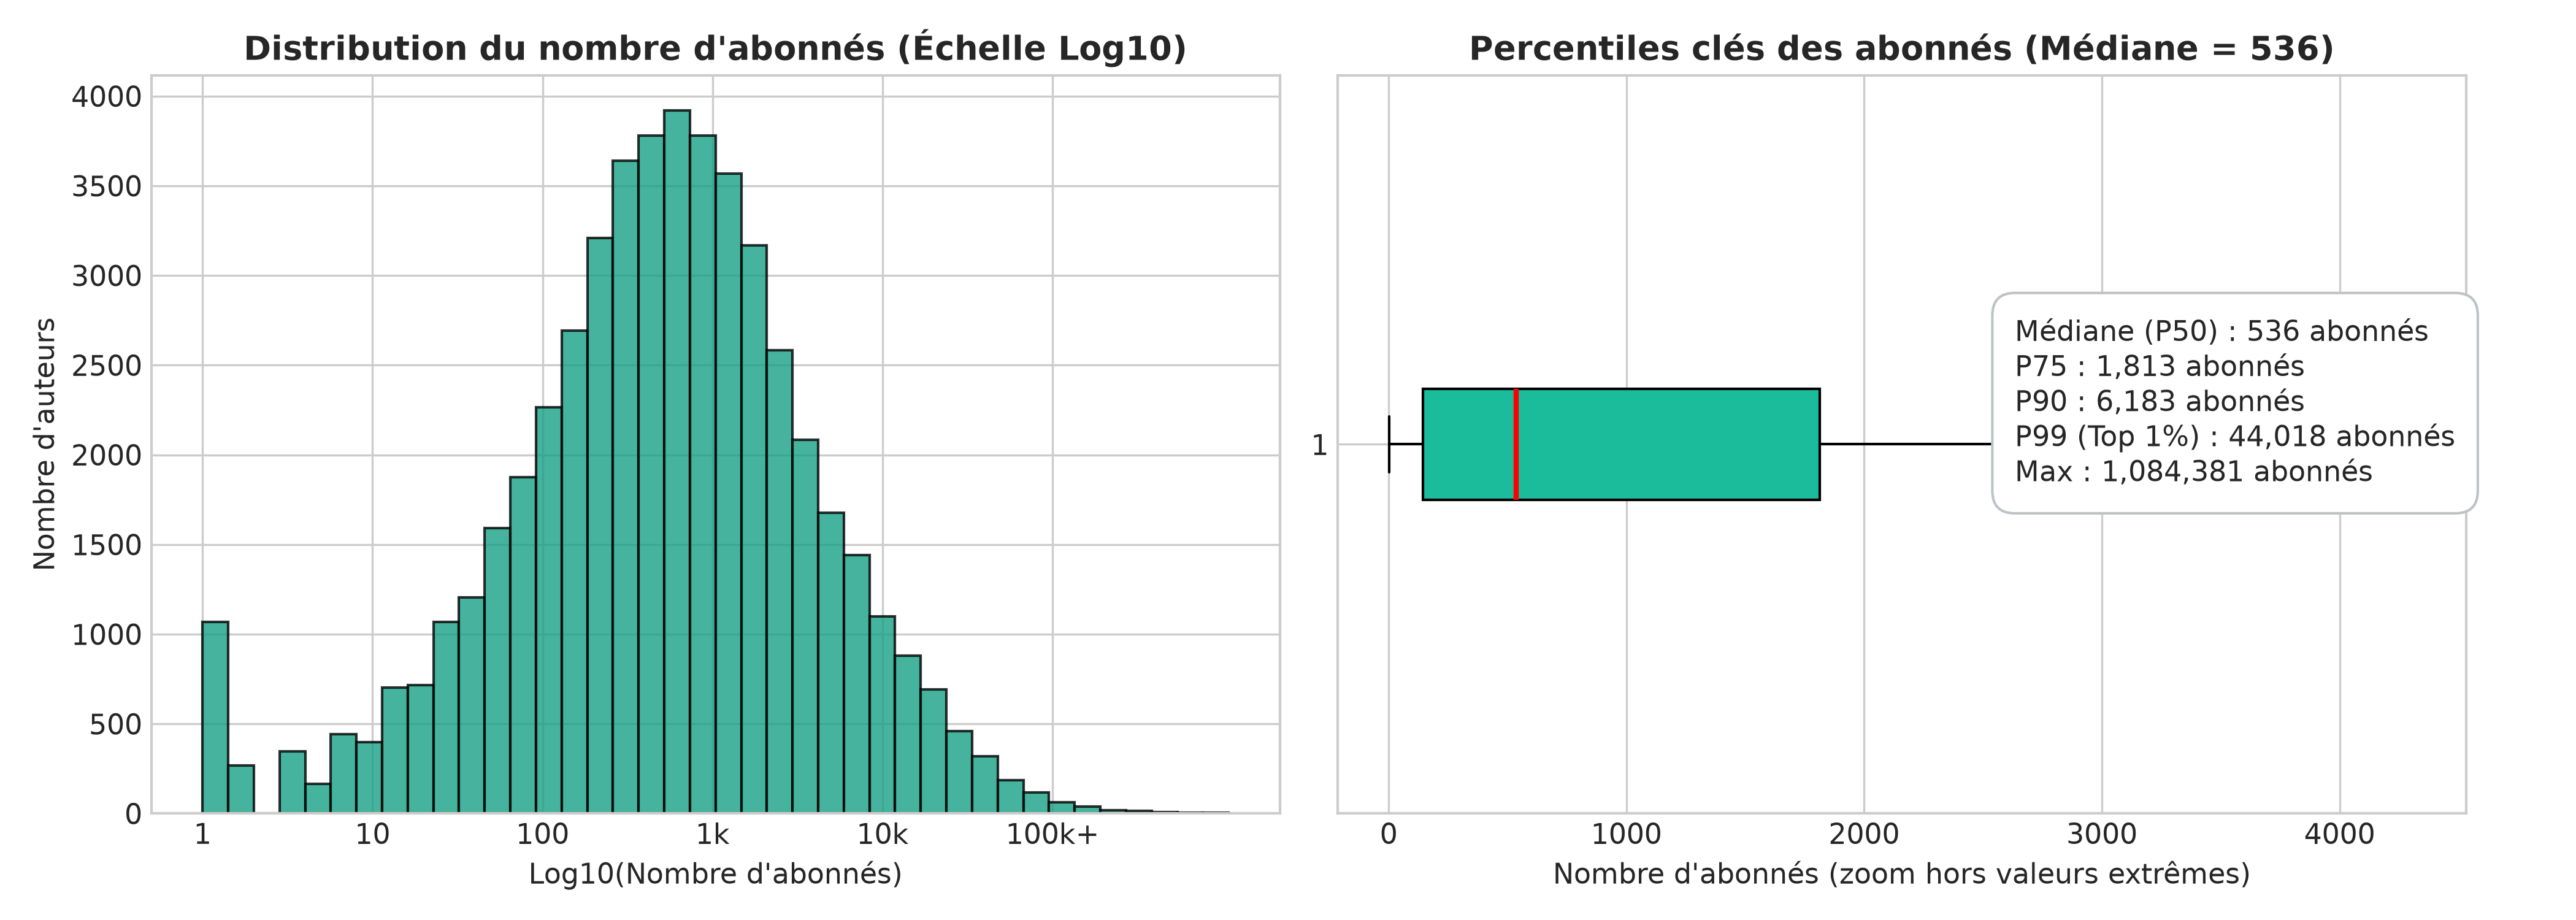 Distribution du nombre d'abonnés (Échelle Log10)
Nombre d'auteurs
4000
3500
3000
2500
2000
1500
1000
500
0
1 10 100 1k 10k 100k+
Log10(Nombre d'abonnés)
Percentiles clés des abonnés (Médiane = 536)
1
Médiane (P50) : 536 abonnés
P75 : 1,813 abonnés
P90 : 6,183 abonnés
P99 (Top 1%) : 44,018 abonnés
Max : 1,084,381 abonnés
0 1000 2000 3000 4000
Nombre d'abonnés (zoom hors valeurs extrêmes)